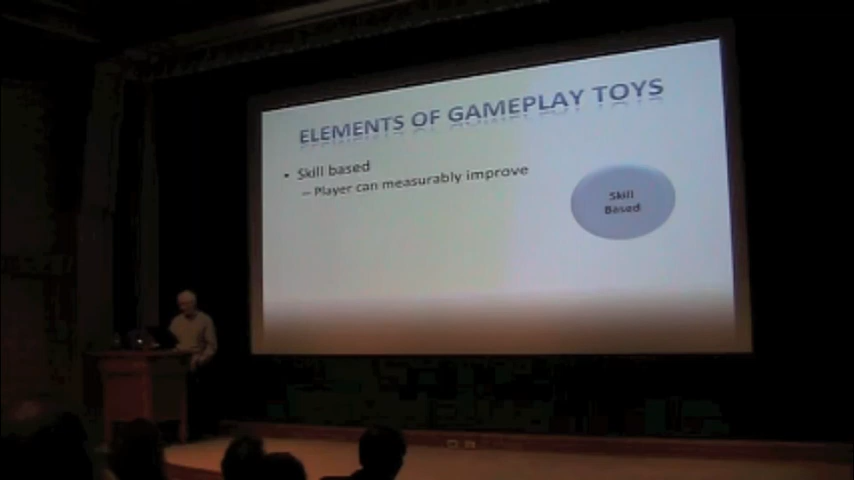 ELEMENTS OF GAMEPLAY TOYS
• Skill based
– Player can measurably improve
Skill
Based